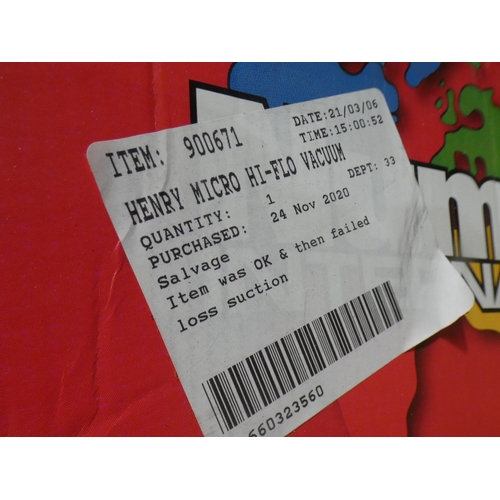 ITEM: 900671
DATE:21/03/06
TIME:15:00:52
HENRY MICRO HI-FLO VACUUM
QUANTITY: 1 DEPT: 33
PURCHASED: 24 Nov 2020
Salvage
Item was OK & then failed
loss suction
660323560